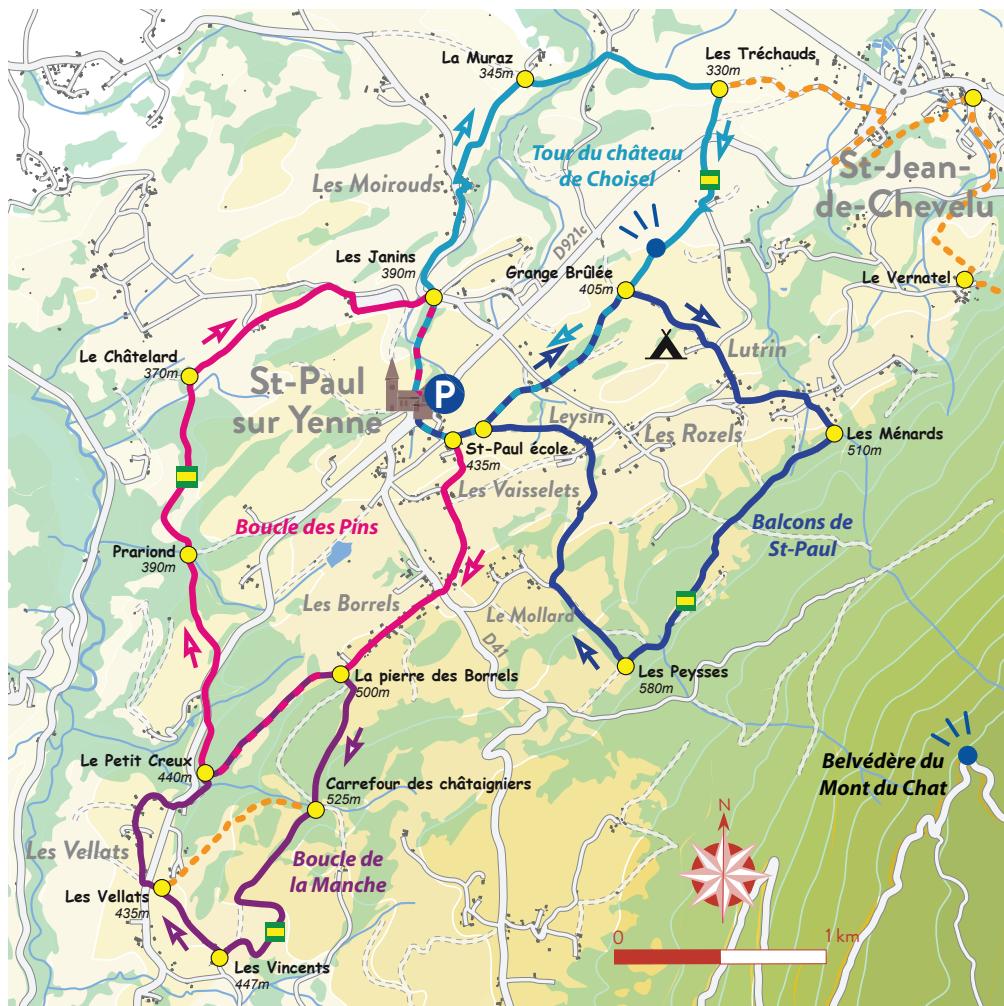 La Muraz
345m
Les Tréchauds
330m
Tour du château
de Choisel
St-Jean-
de-Chevelu
Les Moirouds
D921c
Les Janins
390m
Grange Brûlée
405m
Le Vernatel
Le Châtelard
370m
Lutrin
St-Paul
sur Yenne
P
Leysin
Les Rozels
Les Ménards
510m
St-Paul école
435m
Les Vaisselets
Boucle des Pins
Balcons de
St-Paul
Prariond
390m
Les Borrels
Le Mollard
D41
La pierre des Borrels
500m
Les Peysses
580m
Le Petit Creux
440m
Carrefour des châtaigniers
525m
Belvédère du
Mont du Chat
N
Les Vellats
Boucle de
la Manche
Les Vellats
435m
Les Vincents
447m
0
1 km